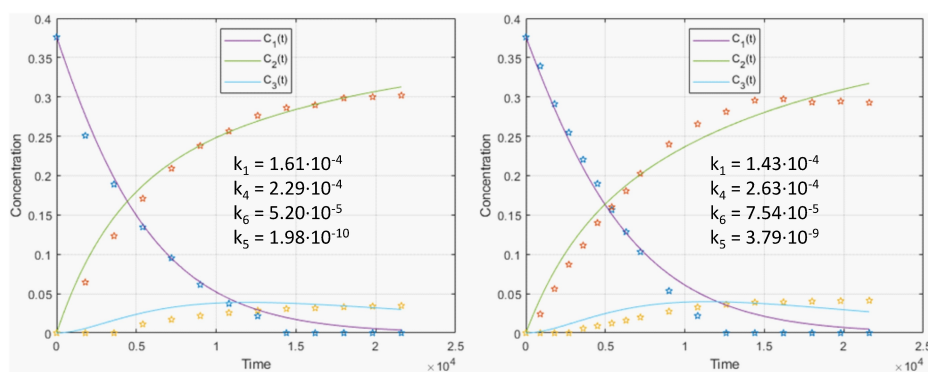 0.4
0.35
0.3
0.25
0.2
0.15
0.1
0.05
0
Concentration
C₁(t)
C₂(t)
C₃(t)
k₁ = 1.61·10⁻⁴
k₄ = 2.29·10⁻⁴
k₆ = 5.20·10⁻⁵
k₅ = 1.98·10⁻¹⁰
0 0.5 1 1.5 2 2.5
Time
×10⁴
0.4
0.35
0.3
0.25
0.2
0.15
0.1
0.05
0
Concentration
C₁(t)
C₂(t)
C₃(t)
k₁ = 1.43·10⁻⁴
k₄ = 2.63·10⁻⁴
k₆ = 7.54·10⁻⁵
k₅ = 3.79·10⁻⁹
0 0.5 1 1.5 2 2.5
Time
×10⁴